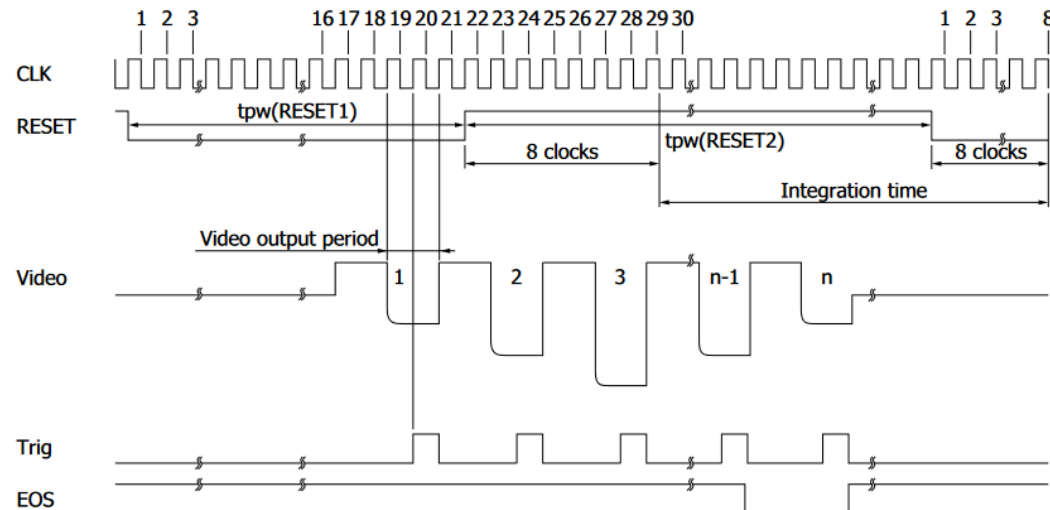 1 2 3 16 17 18 19 20 21 22 23 24 25 26 27 28 29 30 1 2 3 8
CLK
RESET
tpw(RESET1)
tpw(RESET2)
8 clocks
8 clocks
Integration time
Video output period
Video
1 2 3 n-1 n
Trig
EOS